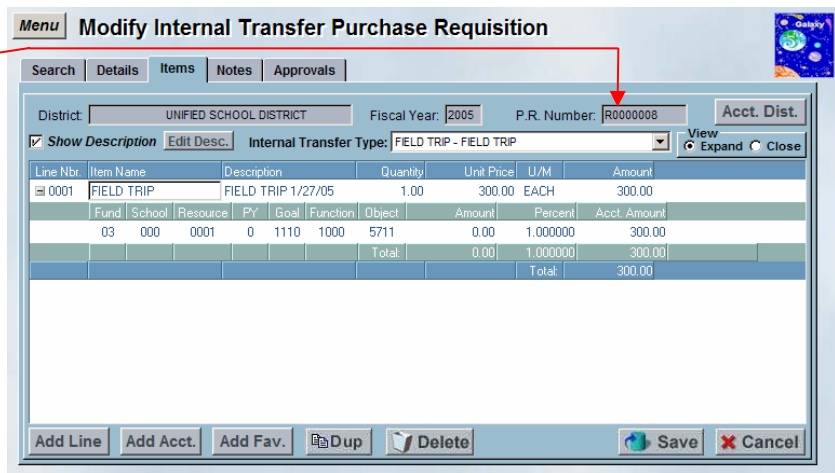 Menu Modify Internal Transfer Purchase Requisition
Galaxy
Search Details Items Notes Approvals
District: UNIFIED SCHOOL DISTRICT Fiscal Year: 2005 P.R. Number: R0000008 Acct. Dist.
Show Description Edit Desc. Internal Transfer Type: FIELD TRIP - FIELD TRIP View Expand Close
Line Nbr. Item Name Description Quantity Unit Price U/M Amount
0001 FIELD TRIP FIELD TRIP 1/27/05 1.00 300.00 EACH 300.00
Fund School Resource PY Goal Function Object Amount Percent Acct. Amount
03 000 0001 0 1110 1000 5711 0.00 1.000000 300.00
Total: 0.00 1.000000 300.00
Total: 300.00
Add Line Add Acct. Add Fav. Dup Delete Save Cancel